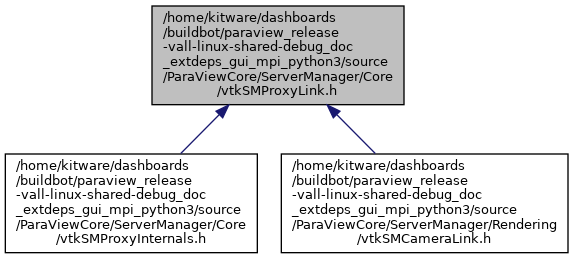 /home/kitware/dashboards
/buildbot/paraview_release
-vall-linux-shared-debug_doc
_extdeps_gui_mpi_python3/source
/ParaViewCore/ServerManager/Core
/vtkSMProxyLink.h
/home/kitware/dashboards
/buildbot/paraview_release
-vall-linux-shared-debug_doc
_extdeps_gui_mpi_python3/source
/ParaViewCore/ServerManager/Core
/vtkSMProxyInternals.h
/home/kitware/dashboards
/buildbot/paraview_release
-vall-linux-shared-debug_doc
_extdeps_gui_mpi_python3/source
/ParaViewCore/ServerManager/Rendering
/vtkSMCameraLink.h